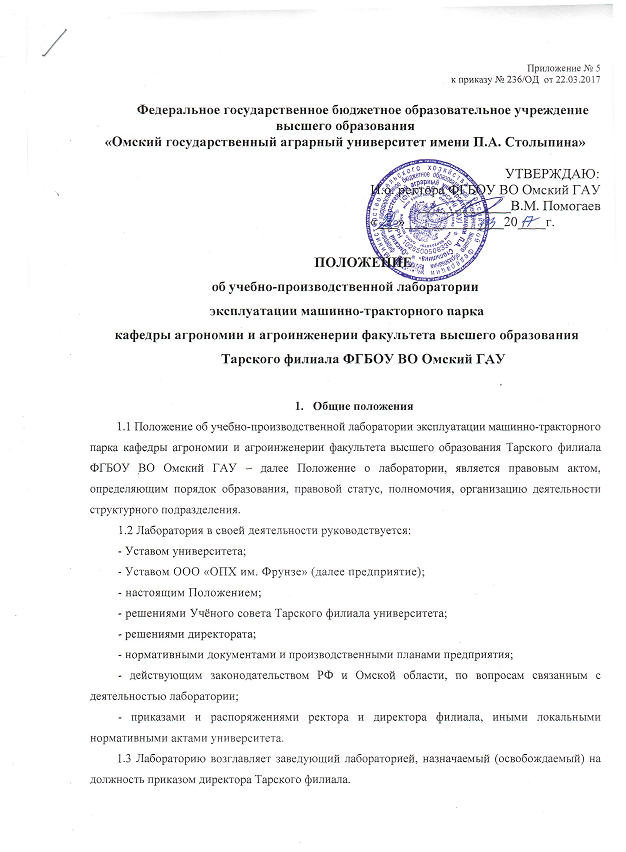 Приложение № 5
к приказу № 236/ОД от 22.03.2017
Федеральное государственное бюджетное образовательное учреждение
высшего образования
«Омский государственный аграрный университет имени П.А. Столыпина»
УТВЕРЖДАЮ:
И.о. ректора ФГБОУ ВО Омский ГАУ
В.М. Помогаев
20 17 г.
ПОЛОЖЕНИЕ
об учебно-производственной лаборатории
эксплуатации машинно-тракторного парка
кафедры агрономии и агроинженерии факультета высшего образования
Тарского филиала ФГБОУ ВО Омский ГАУ
1. Общие положения
1.1 Положение об учебно-производственной лаборатории эксплуатации машинно-тракторного
парка кафедры агрономии и агроинженерии факультета высшего образования Тарского филиала
ФГБОУ ВО Омский ГАУ – далее Положение о лаборатории, является правовым актом,
определяющим порядок образования, правовой статус, полномочия, организацию деятельности
структурного подразделения.
1.2 Лаборатория в своей деятельности руководствуется:
- Уставом университета;
- Уставом ООО «ОПХ им. Фрунзе» (далее предприятие);
- настоящим Положением;
- решениями Учёного совета Тарского филиала университета;
- решениями директората;
- нормативными документами и производственными планами предприятия;
- действующим законодательством РФ и Омской области, по вопросам связанным с
деятельностью лаборатории;
- приказами и распоряжениями ректора и директора филиала, иными локальными
нормативными актами университета.
1.3 Лабораторию возглавляет заведующий лабораторией, назначаемый (освобождаемый) на
должность приказом директора Тарского филиала.